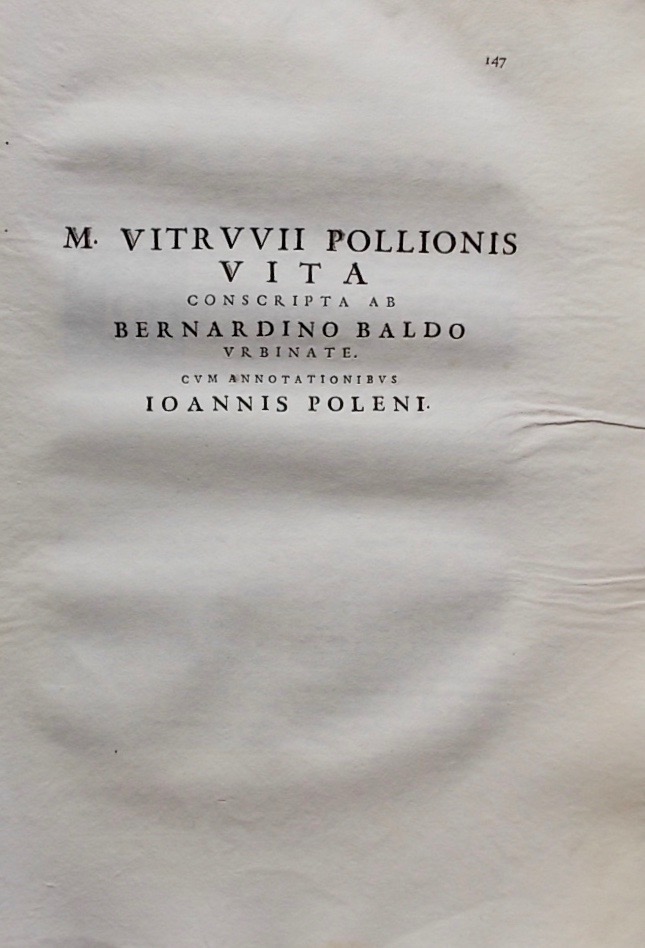 147
M. VITRVVII POLLIONIS
VITA
CONSCRIPTA AB
BERNARDINO BALDO
VRBINATE.
CVM ANNOTATIONIBVS
IOANNIS POLENI.